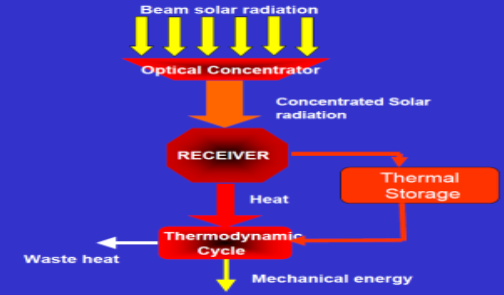 Beam solar radiation
Optical Concentrator
Concentrated Solar
radiation
RECEIVER
Thermal
Storage
Heat
Thermodynamic
Cycle
Waste heat
Mechanical energy